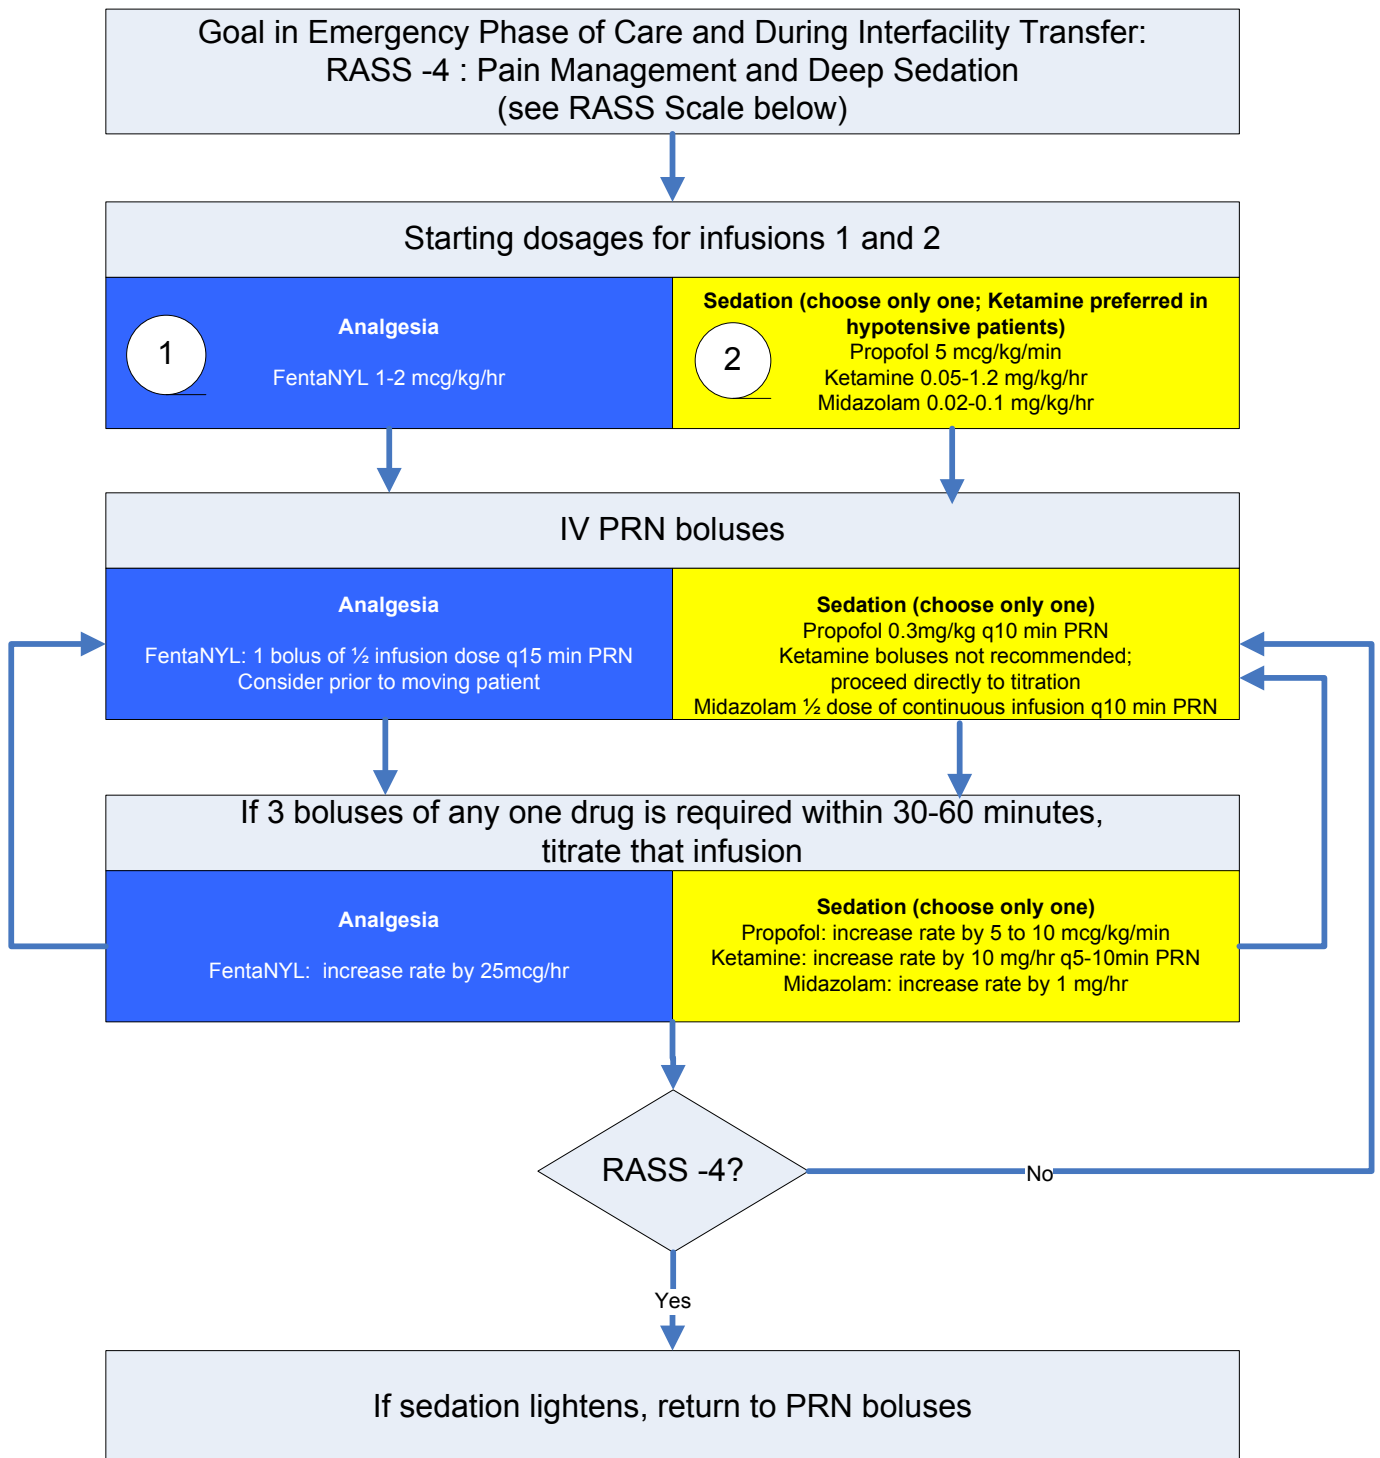 Goal in Emergency Phase of Care and During Interfacility Transfer:
RASS -4 : Pain Management and Deep Sedation
(see RASS Scale below)
Starting dosages for infusions 1 and 2
1
Analgesia
FentaNYL 1-2 mcg/kg/hr
2
Sedation (choose only one; Ketamine preferred in
hypotensive patients)
Propofol 5 mcg/kg/min
Ketamine 0.05-1.2 mg/kg/hr
Midazolam 0.02-0.1 mg/kg/hr
IV PRN boluses
Analgesia
FentaNYL: 1 bolus of ½ infusion dose q15 min PRN
Consider prior to moving patient
Sedation (choose only one)
Propofol 0.3mg/kg q10 min PRN
Ketamine boluses not recommended;
proceed directly to titration
Midazolam ½ dose of continuous infusion q10 min PRN
If 3 boluses of any one drug is required within 30-60 minutes,
titrate that infusion
Analgesia
FentaNYL:  increase rate by 25mcg/hr
Sedation (choose only one)
Propofol: increase rate by 5 to 10 mcg/kg/min
Ketamine: increase rate by 10 mg/hr q5-10min PRN
Midazolam: increase rate by 1 mg/hr
RASS -4?
No
Yes
If sedation lightens, return to PRN boluses